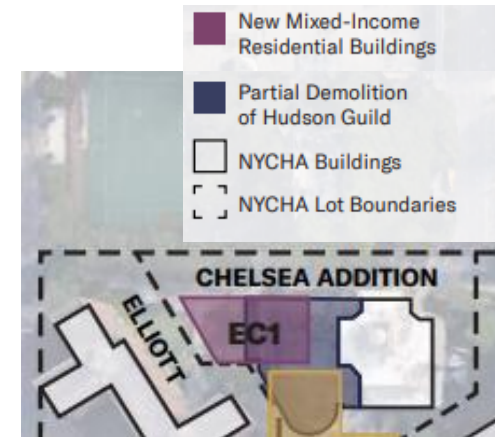 New Mixed-Income
Residential Buildings
Partial Demolition
of Hudson Guild
NYCHA Buildings
NYCHA Lot Boundaries
CHELSEA ADDITION
ELLIOTT
EC1